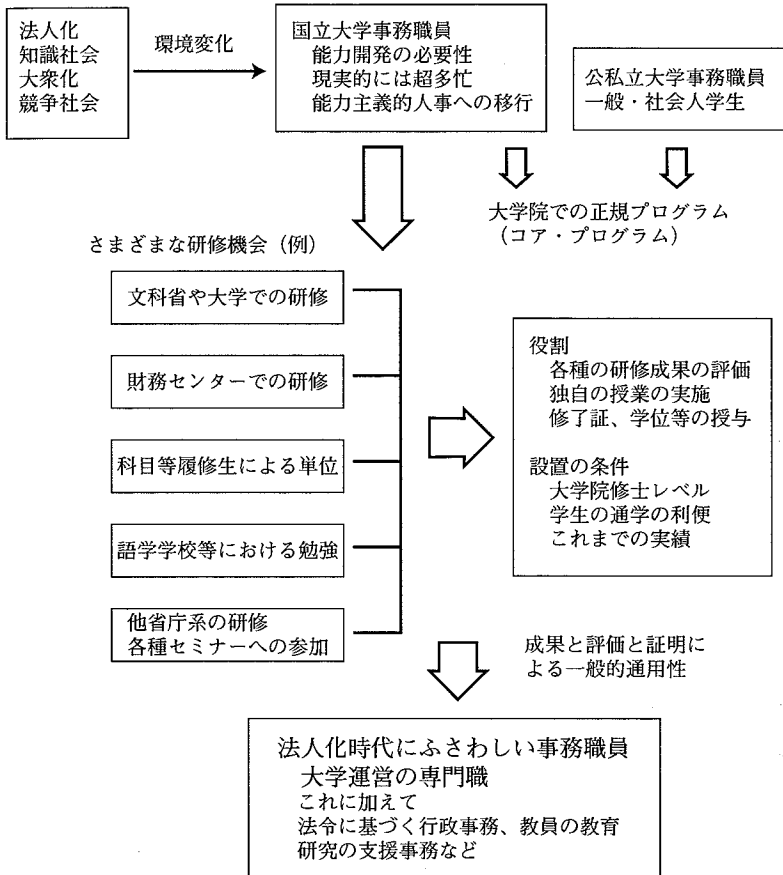 法人化
知識社会
大衆化
競争社会
環境変化
国立大学事務職員
能力開発の必要性
現実的には超多忙
能力主義的人事への移行
公私立大学事務職員
一般・社会人学生
大学院での正規プログラム
（コア・プログラム）
さまざまな研修機会（例）
文科省や大学での研修
財務センターでの研修
科目等履修生による単位
語学学校等における勉強
他省庁系の研修
各種セミナーへの参加
役割
各種の研修成果の評価
独自の授業の実施
修了証、学位等の授与
設置の条件
大学院修士レベル
学生の通学の利便
これまでの実績
成果と評価と証明に
よる一般的通用性
法人化時代にふさわしい事務職員
大学運営の専門職
これに加えて
法令に基づく行政事務、教員の教育
研究の支援事務など